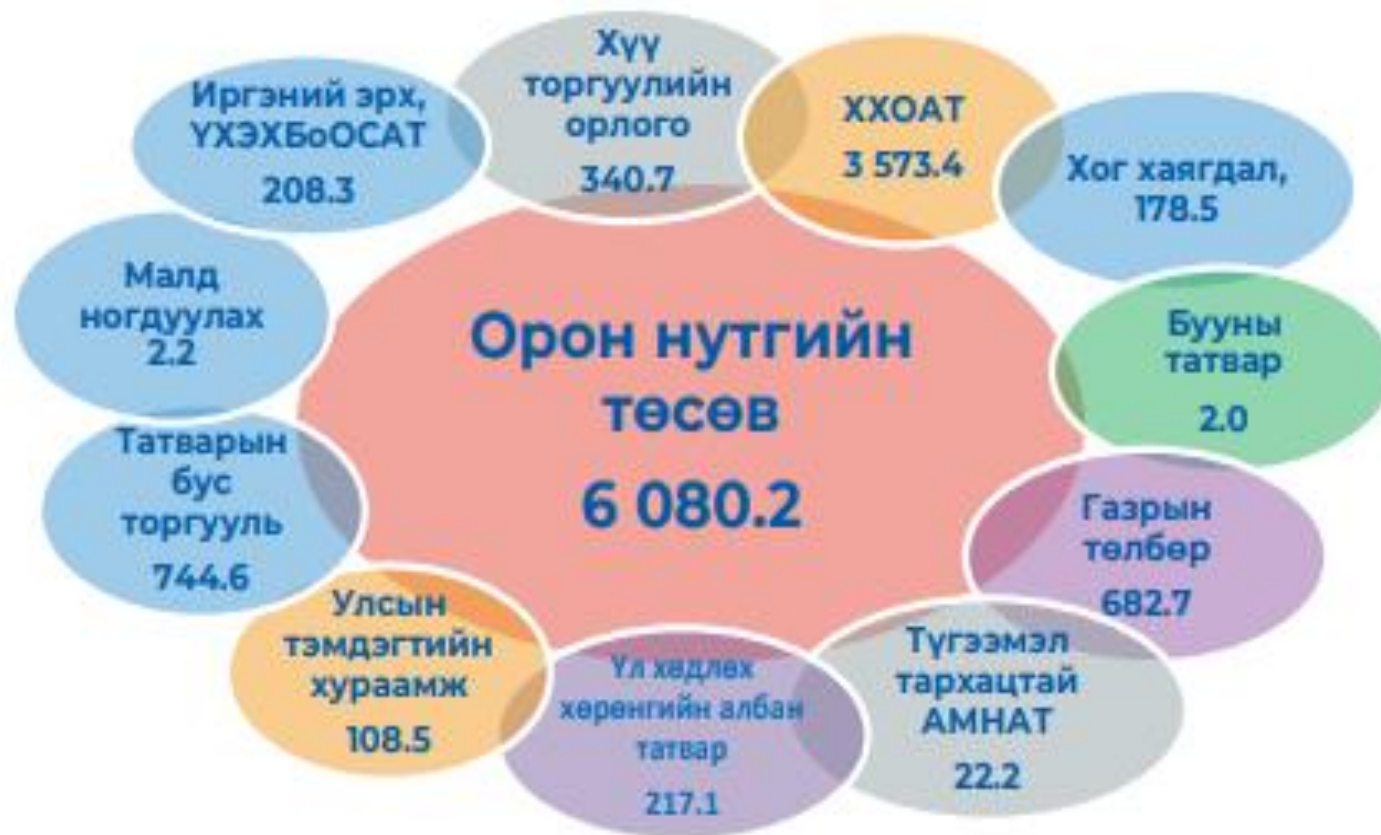 Орон нутгийн
төсөв
6 080.2
Хүү
торгуулийн
орлого
340.7
ХХОАТ
3 573.4
Хог хаягдал,
178.5
Бууны
татвар
2.0
Газрын
төлбөр
682.7
Түгээмэл
тархацтай
АМНАТ
22.2
Үл хөдлөх
хөрөнгийн албан
татвар
217.1
Улсын
тэмдэгтийн
хураамж
108.5
Татварын
бус
торгууль
744.6
Малд
ногдуулах
2.2
Иргэний эрх,
ҮХЭХБоОСАТ
208.3